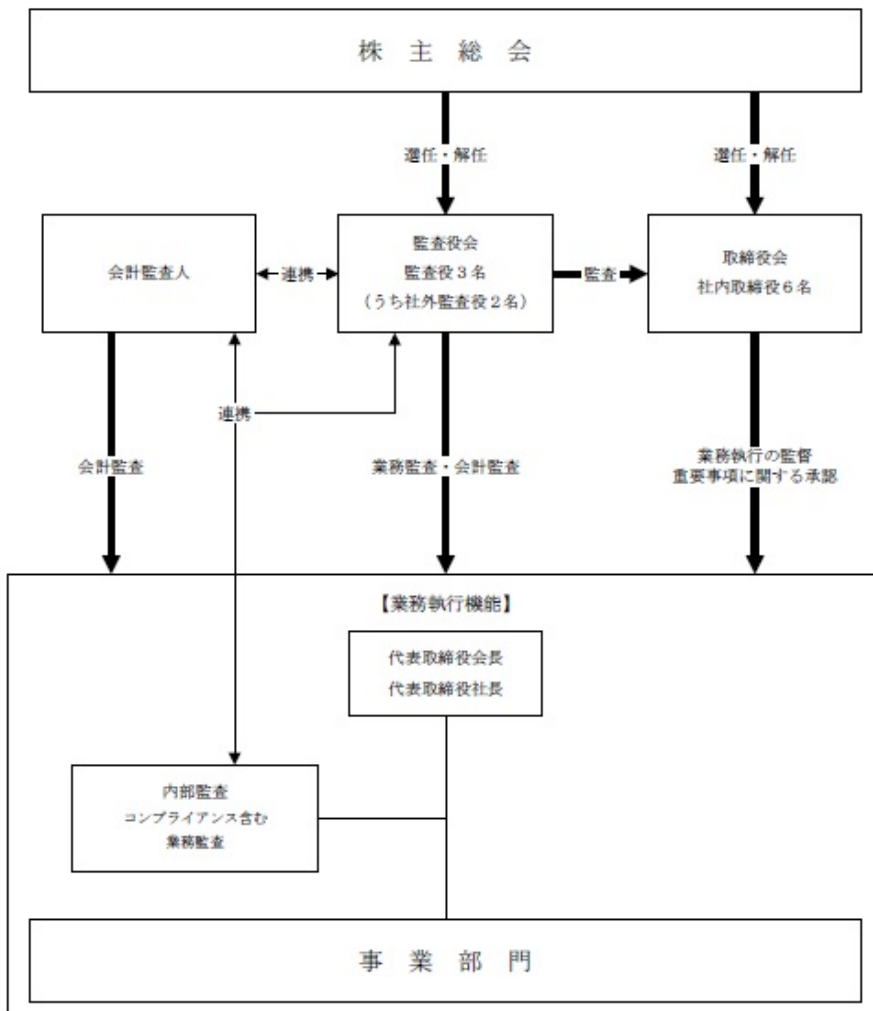 株主総会
選任・解任
選任・解任
会計監査人
連携
監査役会
監査役3名
（うち社外監査役2名）
監査
取締役会
社内取締役6名
連携
会計監査
業務監査・会計監査
業務執行の監督
重要事項に関する承認
【業務執行機能】
代表取締役会長
代表取締役社長
内部監査
コンプライアンス含む
業務監査
事業部門